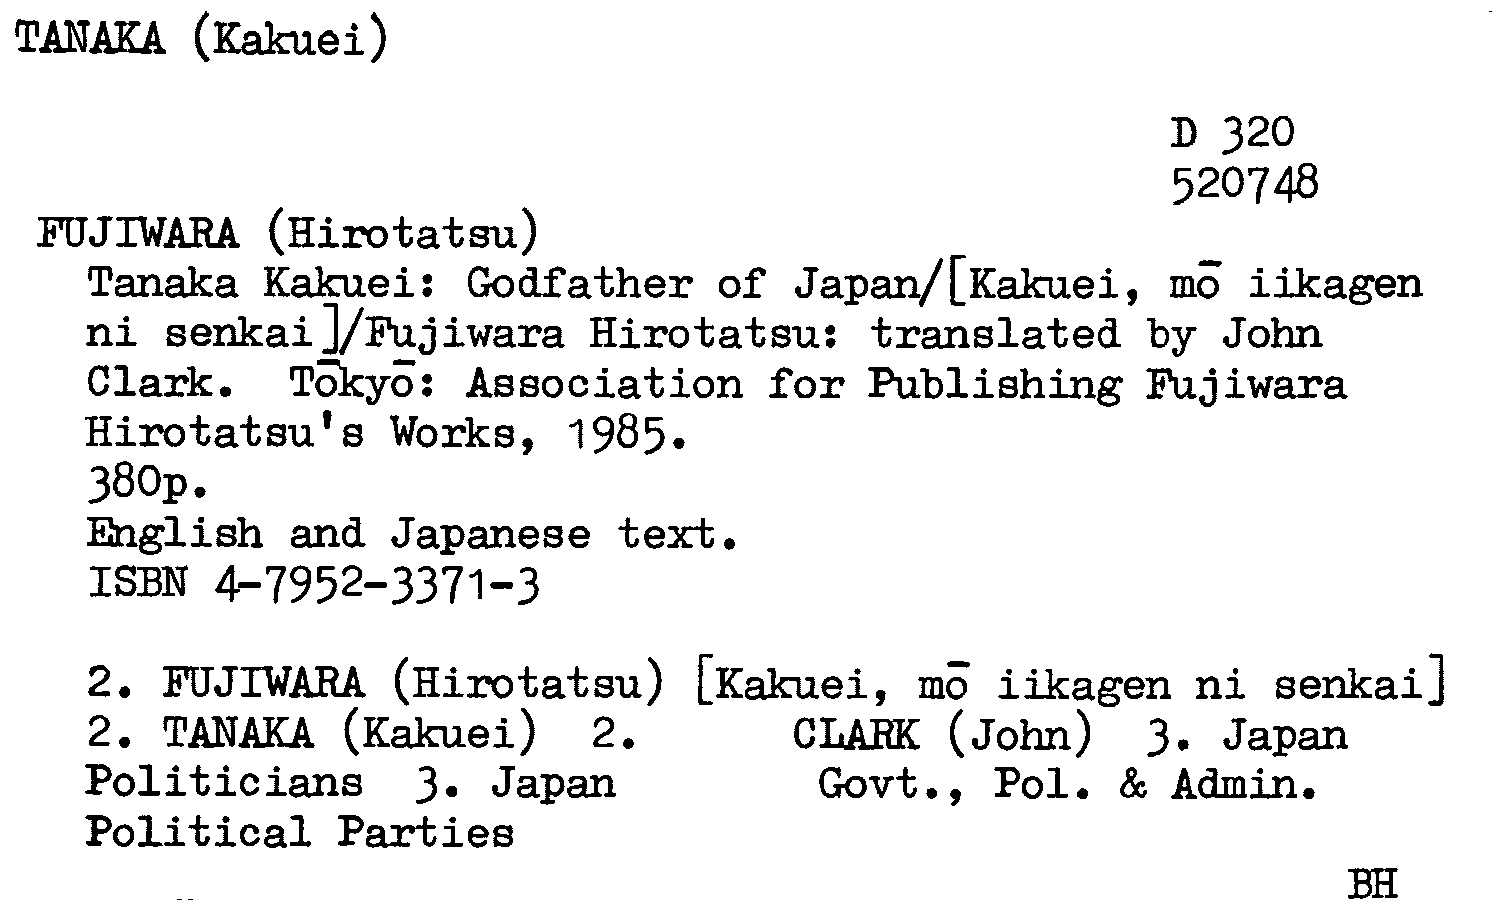 TANAKA (Kakuei)
D 320
520748
FUJIWARA (Hirotatsu)
Tanaka Kakuei: Godfather of Japan/[Kakuei, mō iikagen
ni senkai]/Fujiwara Hirotatsu: translated by John
Clark. Tōkyō: Association for Publishing Fujiwara
Hirotatsu's Works, 1985.
380p.
English and Japanese text.
ISBN 4-7952-3371-3
2. FUJIWARA (Hirotatsu) [Kakuei, mō iikagen ni senkai]
2. TANAKA (Kakuei) 2. CLARK (John) 3. Japan
Politicians 3. Japan Govt., Pol. & Admin.
Political Parties
BH